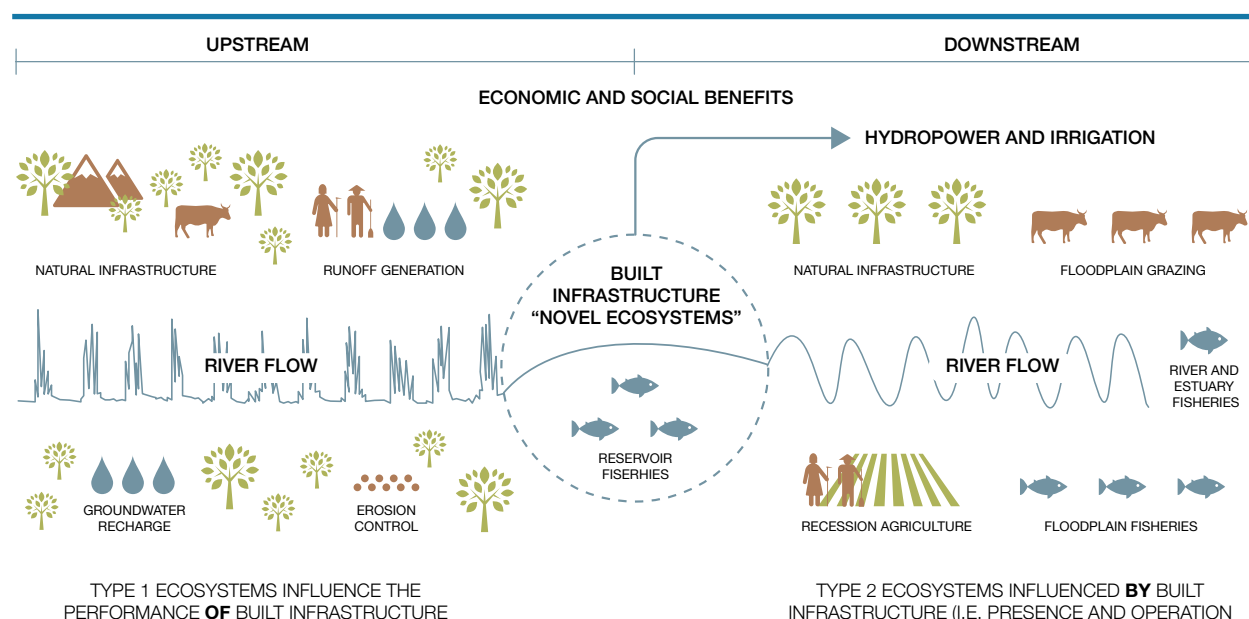 UPSTREAM
DOWNSTREAM
ECONOMIC AND SOCIAL BENEFITS
HYDROPOWER AND IRRIGATION
NATURAL INFRASTRUCTURE
RUNOFF GENERATION
BUILT
INFRASTRUCTURE
“NOVEL ECOSYSTEMS”
NATURAL INFRASTRUCTURE
FLOODPLAIN GRAZING
RIVER FLOW
RIVER FLOW
RIVER AND
ESTUARY
FISHERIES
RESERVOIR
FISERHIES
GROUNDWATER
RECHARGE
EROSION
CONTROL
RECESSION AGRICULTURE
FLOODPLAIN FISHERIES
TYPE 1 ECOSYSTEMS INFLUENCE THE
PERFORMANCE OF BUILT INFRASTRUCTURE
TYPE 2 ECOSYSTEMS INFLUENCED BY BUILT
INFRASTRUCTURE (I.E. PRESENCE AND OPERATION